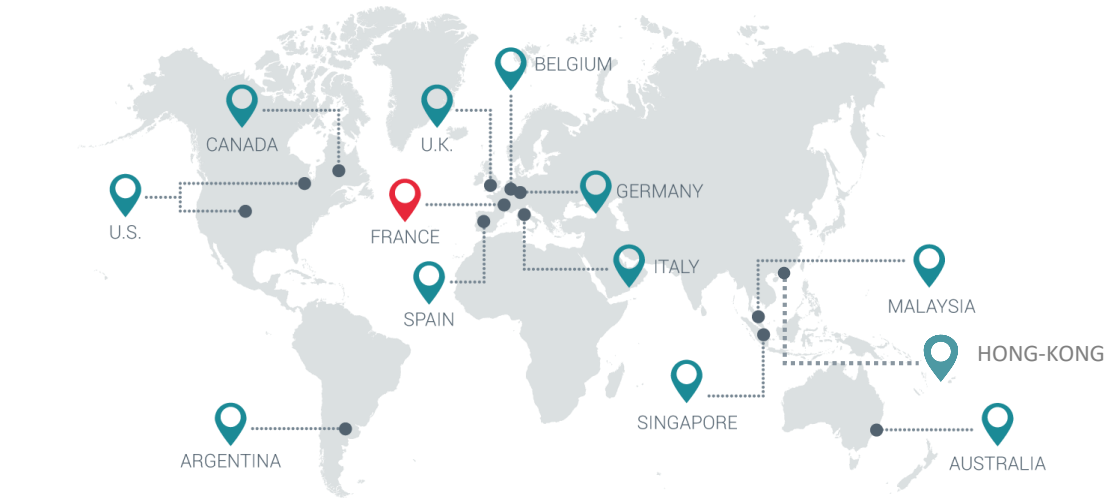 BELGIUM
CANADA
U.K.
GERMANY
U.S.
FRANCE
ITALY
SPAIN
MALAYSIA
HONG-KONG
SINGAPORE
ARGENTINA
AUSTRALIA